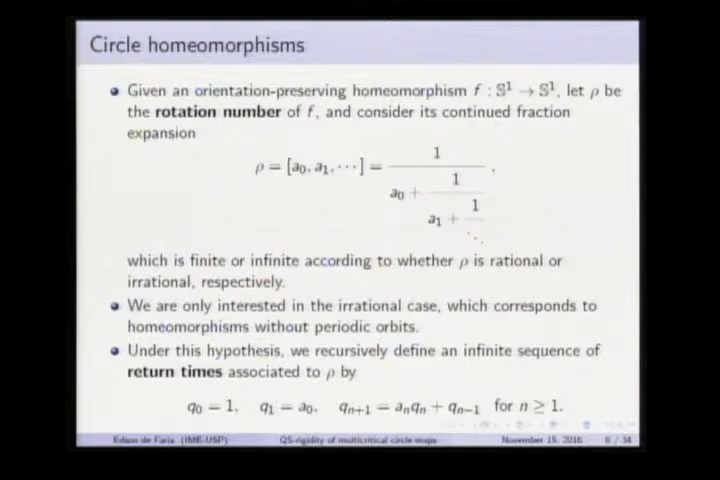 Circle homeomorphisms
Given an orientation-preserving homeomorphism f : 𝕊¹ → 𝕊¹, let ρ be
the rotation number of f, and consider its continued fraction
expansion
ρ = [a₀, a₁, ⋯] = 1 / (a₀ + 1 / (a₁ + 1 / ⋱)) ,
which is finite or infinite according to whether ρ is rational or
irrational, respectively.
We are only interested in the irrational case, which corresponds to
homeomorphisms without periodic orbits.
Under this hypothesis, we recursively define an infinite sequence of
return times associated to ρ by
q₀ = 1, q₁ = a₀, qₙ₊₁ = aₙqₙ + qₙ₋₁ for n ≥ 1.
Edson de Faria (IME-USP) QS-rigidity of multicritical circle maps November 15, 2016 6 / 34